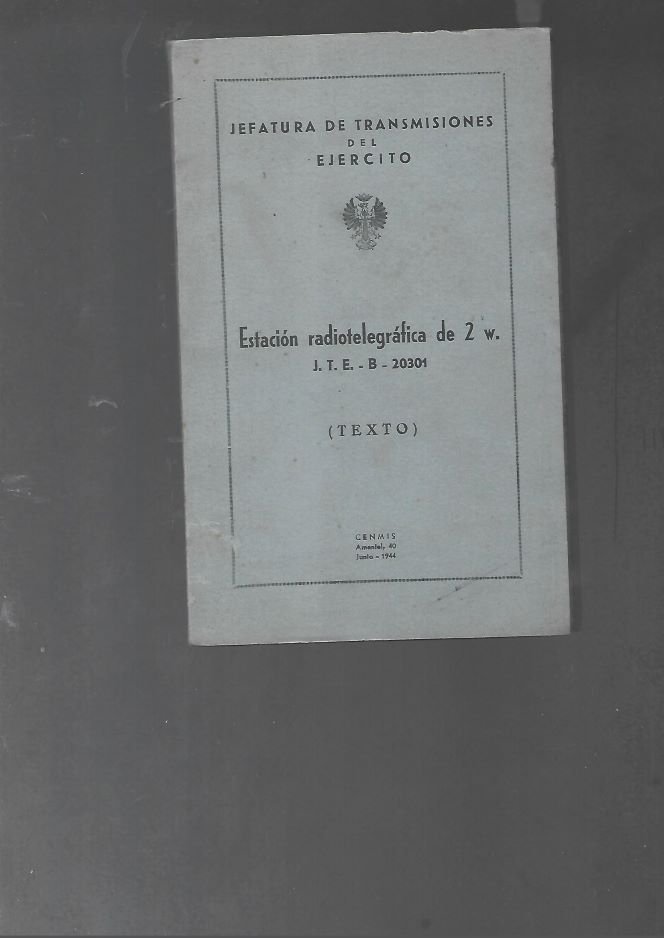 JEFATURA DE TRANSMISIONES
DEL
EJERCITO
Estación radiotelegráfica de 2 w.
J. T. E. - B - 20301
(TEXTO)
CENMIS
Amaniel, 40
Junio - 1944